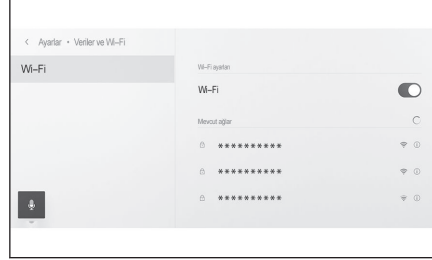 Ayarlar • Veriler ve Wi-Fi
Wi-Fi
Wi-Fi ayarları
Wi-Fi
Mevcut ağlar
**********
**********
**********